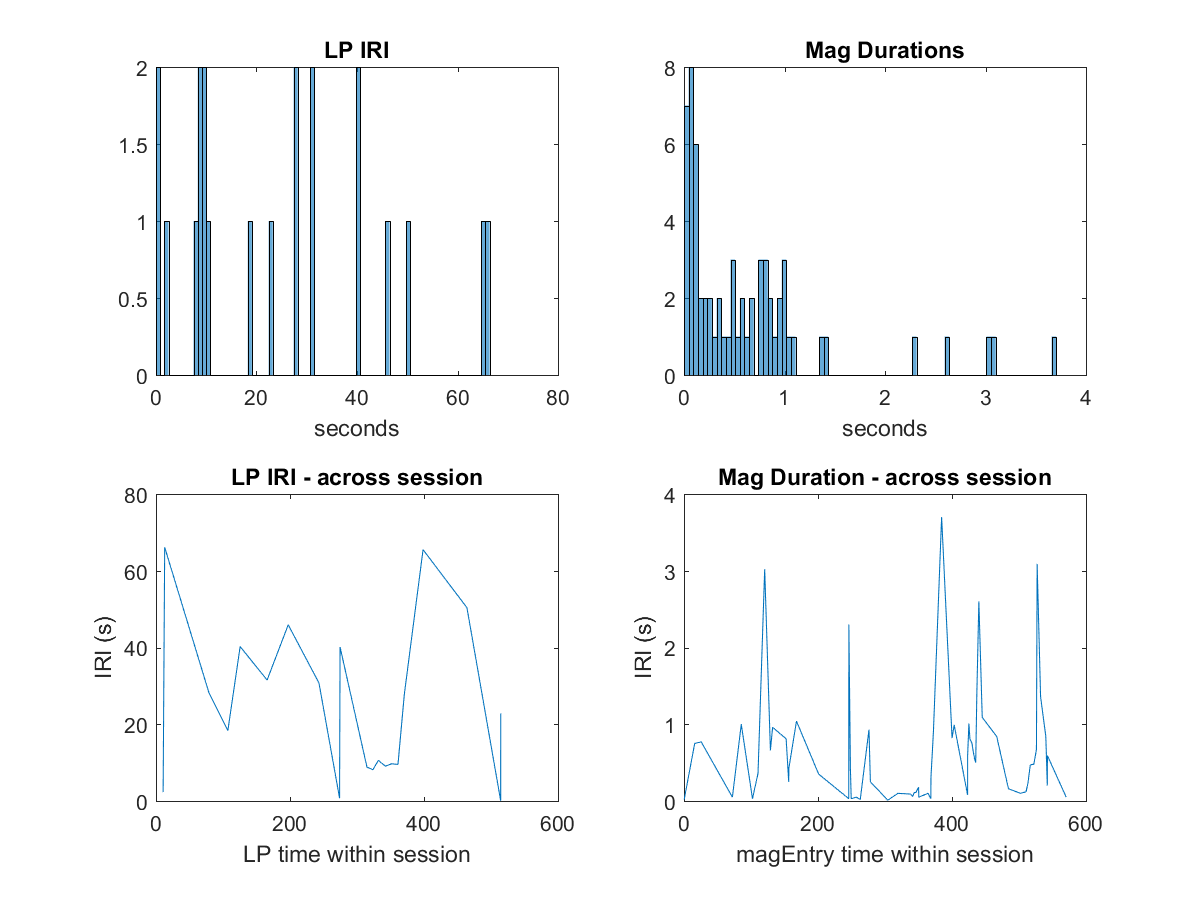 LP IRI
2
1.5
1
0.5
0
0 20 40 60 80
seconds
Mag Durations
8
6
4
2
0
0 1 2 3 4
seconds
LP IRI - across session
80
60
40
20
0
IRI (s)
0 200 400 600
LP time within session
Mag Duration - across session
4
3
2
1
0
IRI (s)
0 200 400 600
magEntry time within session